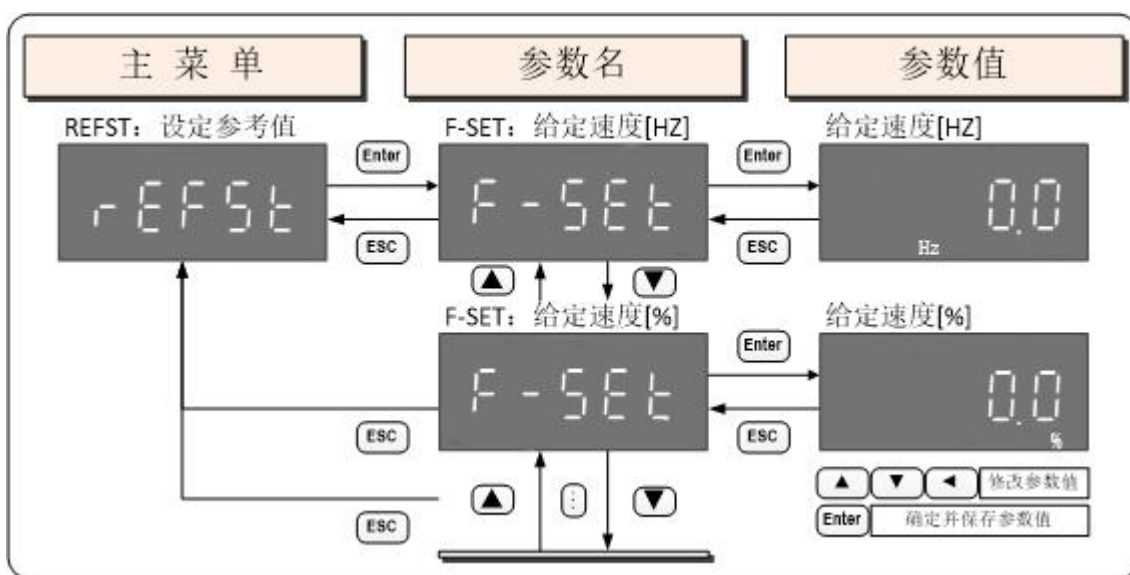 主 菜 单
参数名
参数值
REFST：设定参考值
F-SET：给定速度[HZ]
给定速度[HZ]
rEFSt
Enter
ESC
F-SEt
Enter
ESC
0.0
Hz
F-SET：给定速度[%]
给定速度[%]
ESC
F-SEt
Enter
ESC
0.0
%
ESC
修改参数值
Enter 确定并保存参数值